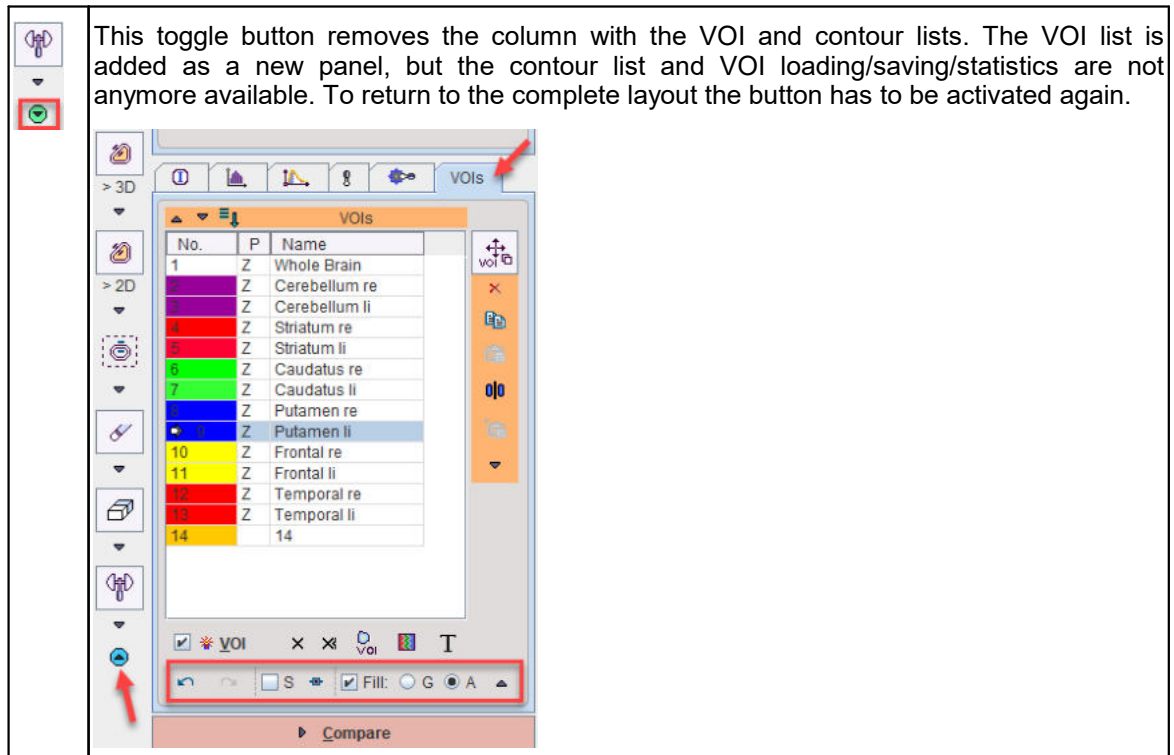 This toggle button removes the column with the VOI and contour lists. The VOI list is
added as a new panel, but the contour list and VOI loading/saving/statistics are not
anymore available. To return to the complete layout the button has to be activated again.
> 3D
VOIs
VOIs
No. P Name
VOI
1 Z Whole Brain
> 2D
2 Z Cerebellum re
3 Z Cerebellum li
4 Z Striatum re
5 Z Striatum li
6 Z Caudatus re
7 Z Caudatus li
8 Z Putamen re
9 Z Putamen li
10 Z Frontal re
11 Z Frontal li
12 Z Temporal re
13 Z Temporal li
14 14
VOI VOI T
S Fill: G A
Compare